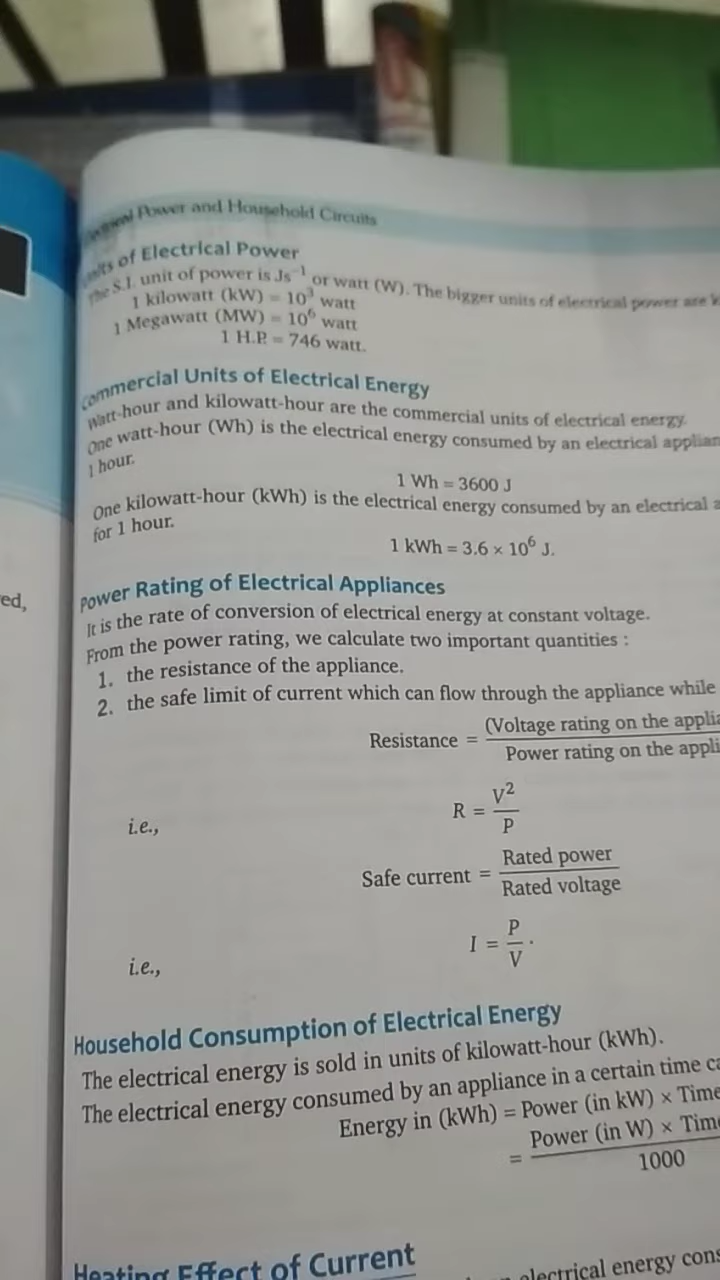 ed,
Power and Household Circuits
of Electrical Power
The S.I. unit of power is Js⁻¹ or watt (W). The bigger units of electrical power are
1 kilowatt (kW) = 10³ watt
1 Megawatt (MW) = 10⁶ watt
1 H.P. = 746 watt.
Commercial Units of Electrical Energy
Watt-hour and kilowatt-hour are the commercial units of electrical energy.
One watt-hour (Wh) is the electrical energy consumed by an electrical
1 hour.
1 Wh = 3600 J
One kilowatt-hour (kWh) is the electrical energy consumed by an electrical
for 1 hour.
1 kWh = 3.6 × 10⁶ J.
Power Rating of Electrical Appliances
It is the rate of conversion of electrical energy at constant voltage.
From the power rating, we calculate two important quantities :
1. the resistance of the appliance.
2. the safe limit of current which can flow through the appliance while
(Voltage rating on the
Resistance =
Power rating on the
i.e., R = V²/P
Rated power
Safe current =
Rated voltage
i.e., I = P/V.
Household Consumption of Electrical Energy
The electrical energy is sold in units of kilowatt-hour (kWh).
The electrical energy consumed by an appliance in a certain time
Energy in (kWh) = Power (in kW) × Time
= Power (in W) × Time
1000
Heating Effect of Current
electrical energy